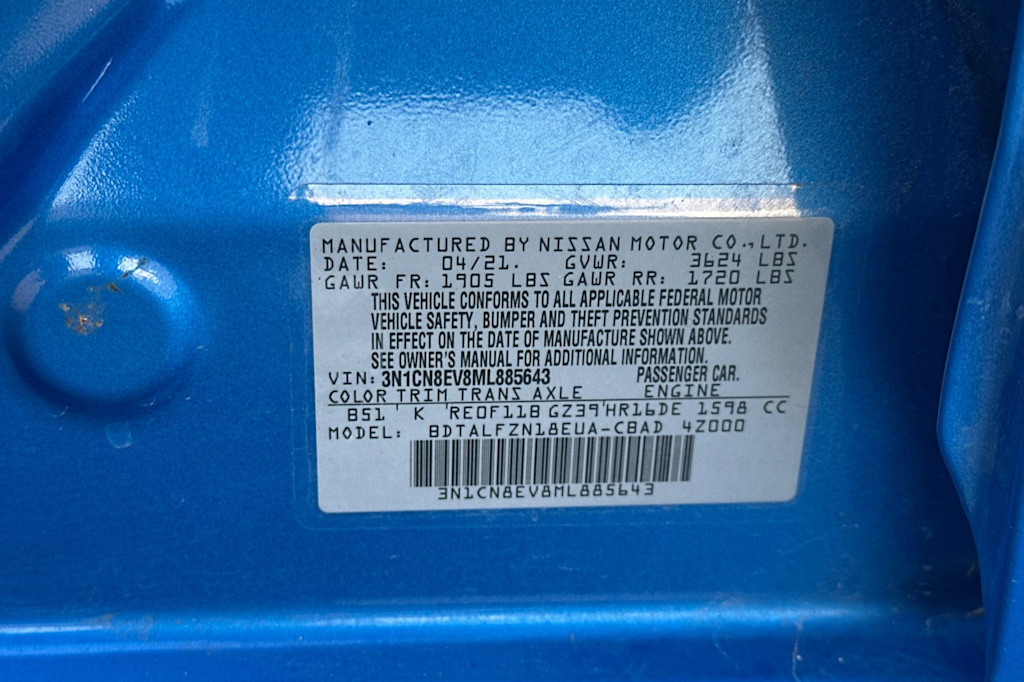 MANUFACTURED BY NISSAN MOTOR CO., LTD.
DATE: 04/21. GVWR: 3624 LBS
GAWR FR: 1905 LBS GAWR RR: 1720 LBS
THIS VEHICLE CONFORMS TO ALL APPLICABLE FEDERAL MOTOR
VEHICLE SAFETY, BUMPER AND THEFT PREVENTION STANDARDS
IN EFFECT ON THE DATE OF MANUFACTURE SHOWN ABOVE.
SEE OWNER'S MANUAL FOR ADDITIONAL INFORMATION.
VIN: 3N1CN8EV8ML885643 PASSENGER CAR.
COLOR TRIM TRANS AXLE ENGINE
B51 K RE0F11B GZ39 HR16DE 1598 CC
MODEL: BDTALFZN18EUA-CBAD 4Z000
3N1CN8EV8ML885643